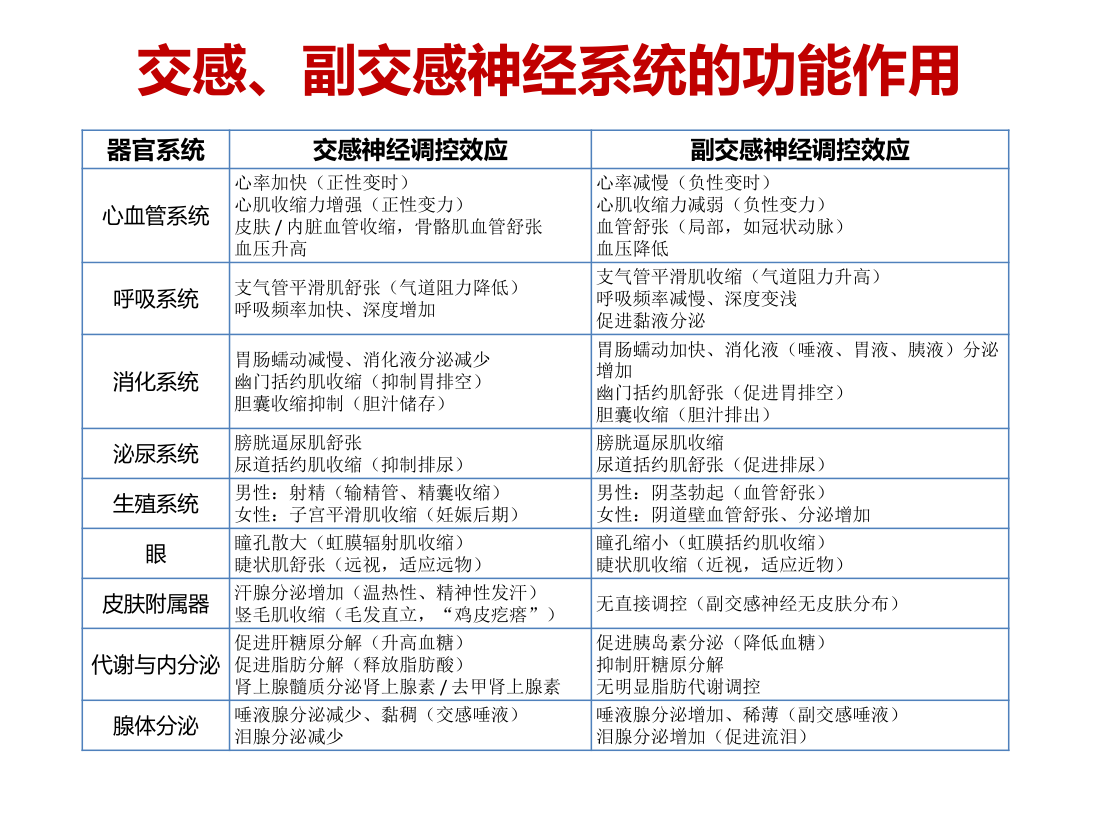 交感、副交感神经系统的功能作用
器官系统
交感神经调控效应
副交感神经调控效应
心血管系统
心率加快（正性变时）
心肌收缩力增强（正性变力）
皮肤/内脏血管收缩，骨骼肌血管舒张
血压升高
心率减慢（负性变时）
心肌收缩力减弱（负性变力）
血管舒张（局部，如冠状动脉）
血压降低
呼吸系统
支气管平滑肌舒张（气道阻力降低）
呼吸频率加快、深度增加
支气管平滑肌收缩（气道阻力升高）
呼吸频率减慢、深度变浅
促进黏液分泌
消化系统
胃肠蠕动减慢、消化液分泌减少
幽门括约肌收缩（抑制胃排空）
胆囊收缩抑制（胆汁储存）
胃肠蠕动加快、消化液（唾液、胃液、胰液）分泌
增加
幽门括约肌舒张（促进胃排空）
胆囊收缩（胆汁排出）
泌尿系统
膀胱逼尿肌舒张
尿道括约肌收缩（抑制排尿）
膀胱逼尿肌收缩
尿道括约肌舒张（促进排尿）
生殖系统
男性：射精（输精管、精囊收缩）
女性：子宫平滑肌收缩（妊娠后期）
男性：阴茎勃起（血管舒张）
女性：阴道壁血管舒张、分泌增加
眼
瞳孔散大（虹膜辐射肌收缩）
睫状肌舒张（远视，适应远物）
瞳孔缩小（虹膜括约肌收缩）
睫状肌收缩（近视，适应近物）
皮肤附属器
汗腺分泌增加（温热性、精神性发汗）
竖毛肌收缩（毛发直立，“鸡皮疙瘩”）
无直接调控（副交感神经无皮肤分布）
代谢与内分泌
促进肝糖原分解（升高血糖）
促进脂肪分解（释放脂肪酸）
肾上腺髓质分泌肾上腺素/去甲肾上腺素
促进胰岛素分泌（降低血糖）
抑制肝糖原分解
无明显脂肪代谢调控
腺体分泌
唾液腺分泌减少、黏稠（交感唾液）
泪腺分泌减少
唾液腺分泌增加、稀薄（副交感唾液）
泪腺分泌增加（促进流泪）